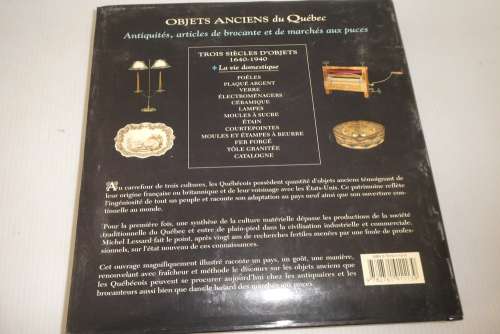 OBJETS ANCIENS du Québec
Antiquités, articles de brocante et de marchés aux puces
TROIS SIÈCLES D'OBJETS
1640-1940
+ La vie domestique
POÊLES
PLAQUÉ ARGENT
VERRE
ÉLECTROMÉNAGERS
CÉRAMIQUE
LAMPES
MOULES À SUCRE
ÉTAIN
COURTEPOINTES
MOULES ET ÉTAMPES À BEURRE
FER FORGÉ
TÔLE GRANITÉE
CATALOGNE
Au carrefour de trois cultures, les Québécois possèdent quantité d'objets anciens témoignant de
leur origine française ou britannique et de leur voisinage avec les États-Unis. Ce patrimoine reflète
l'ingéniosité de tout un peuple et raconte son adaptation au pays neuf ainsi que son ouverture con-
tinuelle au monde.
Pour la première fois, une synthèse de la culture matérielle dépasse les productions de la société
traditionnelle du Québec et entre de plain-pied dans la civilisation industrielle et commerciale.
Michel Lessard fait le point, après vingt ans de recherches fertiles menées par une foule de profes-
sionnels, sur l'état nouveau de ces connaissances.
Cet ouvrage magnifiquement illustré raconte un pays, un goût, une manière,
renouvelant avec fraîcheur et méthode le discours sur les objets anciens que
les Québécois peuvent se procurer aujourd'hui chez les antiquaires et les
brocanteurs aussi bien que dans le hasard des marchés aux puces.